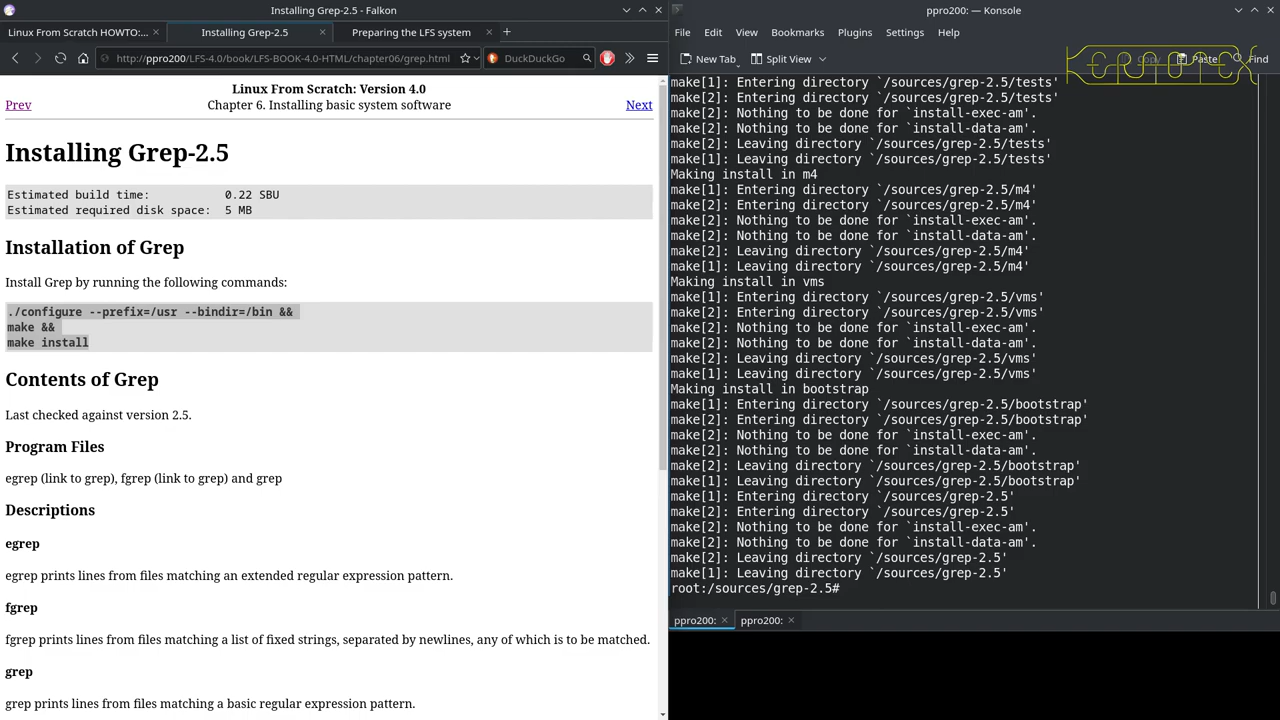 Installing Grep-2.5 - Falkon
Linux From Scratch HOWTO:...
Installing Grep-2.5
Preparing the LFS system
http://ppro200/LFS-4.0/book/LFS-BOOK-4.0-HTML/chapter06/grep.html
DuckDuckGo
Linux From Scratch: Version 4.0
Prev
Chapter 6. Installing basic system software
Next
Installing Grep-2.5
Estimated build time: 0.22 SBU
Estimated required disk space: 5 MB
Installation of Grep
Install Grep by running the following commands:
./configure --prefix=/usr --bindir=/bin &&
make &&
make install
Contents of Grep
Last checked against version 2.5.
Program Files
egrep (link to grep), fgrep (link to grep) and grep
Descriptions
egrep
egrep prints lines from files matching an extended regular expression pattern.
fgrep
fgrep prints lines from files matching a list of fixed strings, separated by newlines, any of which is to be matched.
grep
grep prints lines from files matching a basic regular expression pattern.
ppro200: — Konsole
File Edit View Bookmarks Plugins Settings Help
New Tab Split View Copy Paste Find
make[1]: Entering directory `/sources/grep-2.5/tests'
make[2]: Entering directory `/sources/grep-2.5/tests'
make[2]: Nothing to be done for `install-exec-am'.
make[2]: Nothing to be done for `install-data-am'.
make[2]: Leaving directory `/sources/grep-2.5/tests'
make[1]: Leaving directory `/sources/grep-2.5/tests'
Making install in m4
make[1]: Entering directory `/sources/grep-2.5/m4'
make[2]: Entering directory `/sources/grep-2.5/m4'
make[2]: Nothing to be done for `install-exec-am'.
make[2]: Nothing to be done for `install-data-am'.
make[2]: Leaving directory `/sources/grep-2.5/m4'
make[1]: Leaving directory `/sources/grep-2.5/m4'
Making install in vms
make[1]: Entering directory `/sources/grep-2.5/vms'
make[2]: Entering directory `/sources/grep-2.5/vms'
make[2]: Nothing to be done for `install-exec-am'.
make[2]: Nothing to be done for `install-data-am'.
make[2]: Leaving directory `/sources/grep-2.5/vms'
make[1]: Leaving directory `/sources/grep-2.5/vms'
Making install in bootstrap
make[1]: Entering directory `/sources/grep-2.5/bootstrap'
make[2]: Entering directory `/sources/grep-2.5/bootstrap'
make[2]: Nothing to be done for `install-exec-am'.
make[2]: Nothing to be done for `install-data-am'.
make[2]: Leaving directory `/sources/grep-2.5/bootstrap'
make[1]: Leaving directory `/sources/grep-2.5/bootstrap'
make[1]: Entering directory `/sources/grep-2.5'
make[2]: Entering directory `/sources/grep-2.5'
make[2]: Nothing to be done for `install-exec-am'.
make[2]: Nothing to be done for `install-data-am'.
make[2]: Leaving directory `/sources/grep-2.5'
make[1]: Leaving directory `/sources/grep-2.5'
root:/sources/grep-2.5#
ppro200: ppro200: